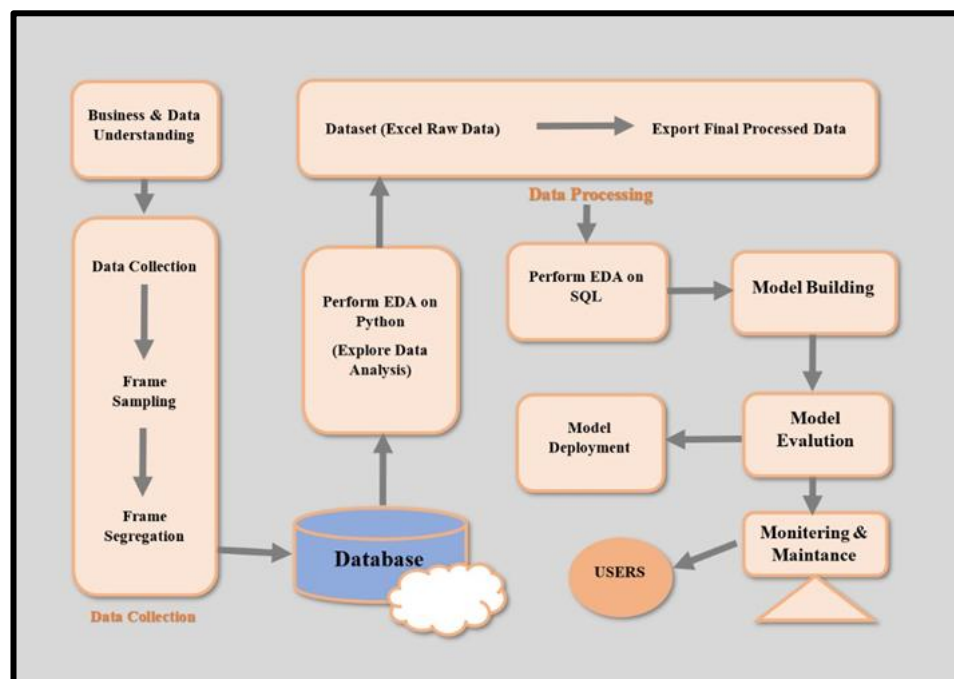 Business & Data
Understanding
Data Collection
Frame
Sampling
Frame
Segregation
Data Collection
Database
Perform EDA on
Python
(Explore Data
Analysis)
Dataset (Excel Raw Data)
Export Final Processed Data
Data Processing
Perform EDA on
SQL
Model Building
Model
Evalution
Model
Deployment
Monitering &
Maintance
USERS